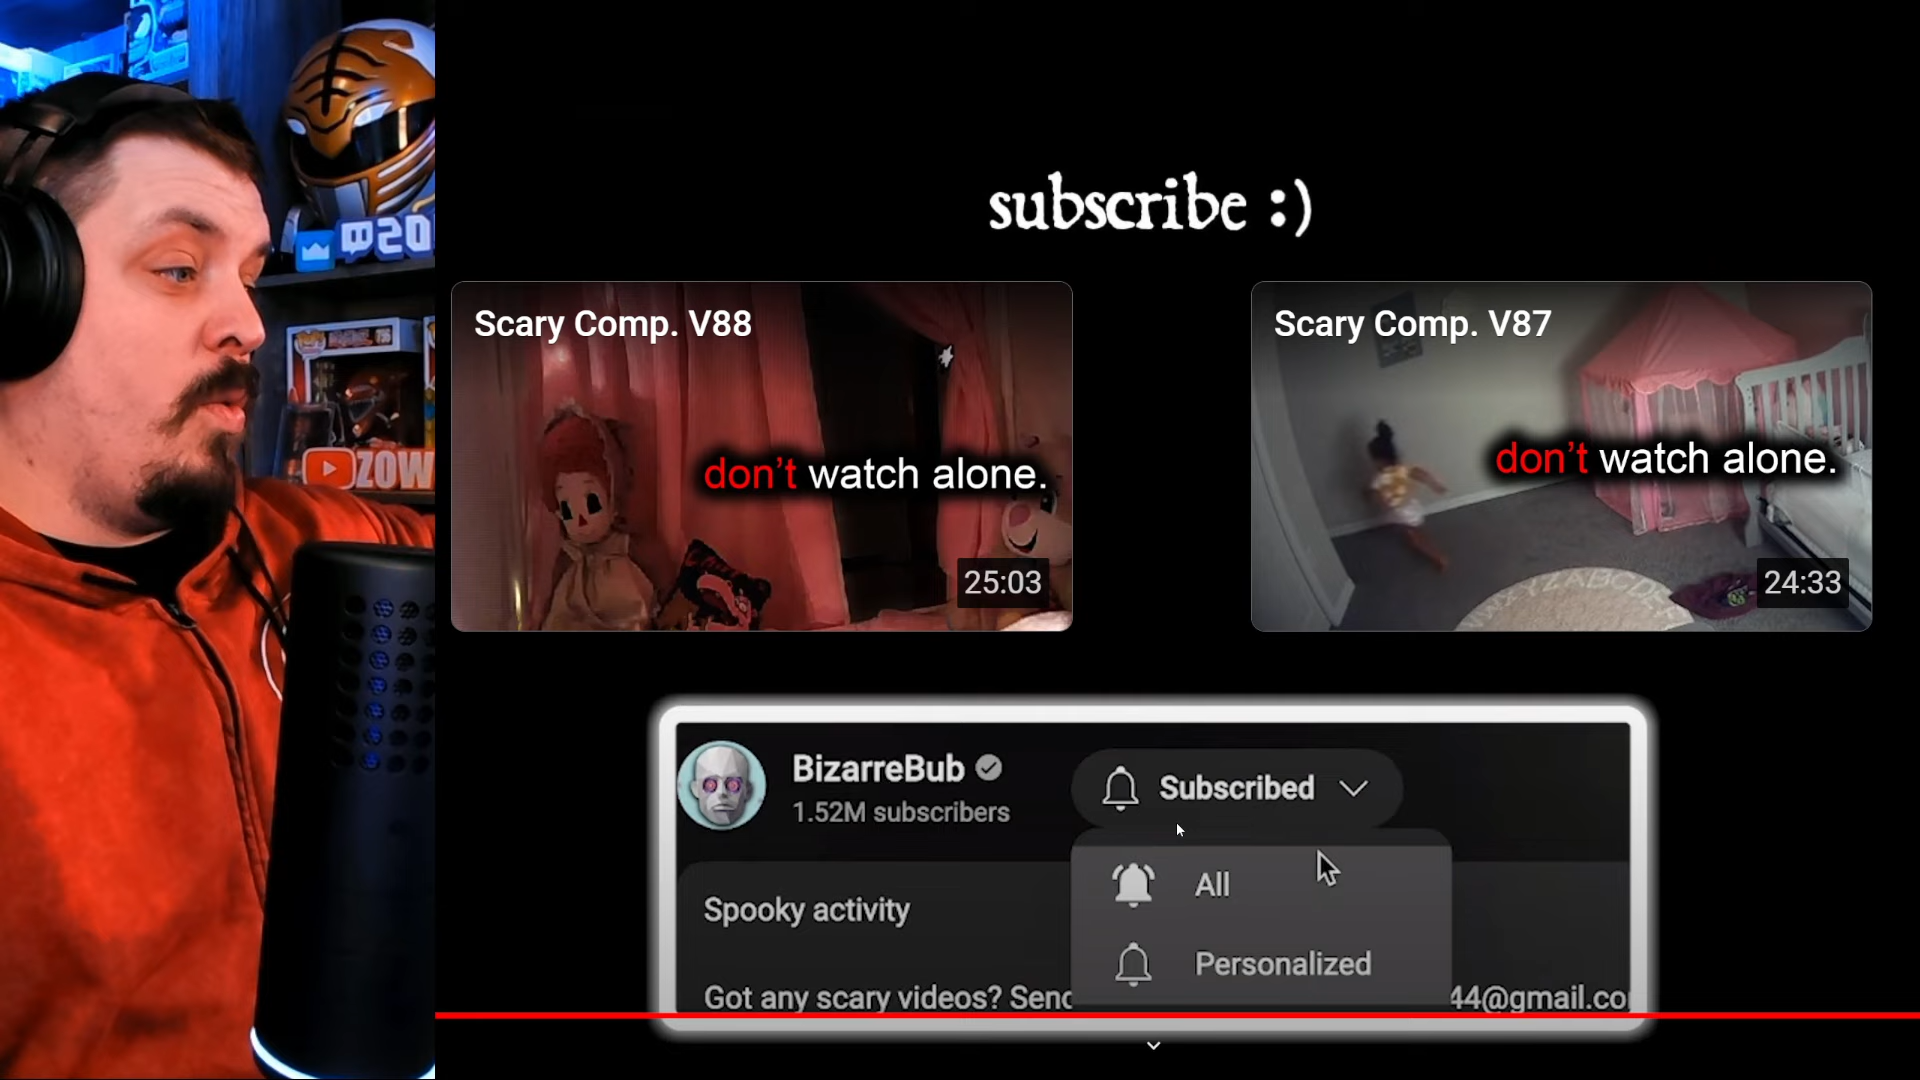 subscribe :)
Scary Comp. V88
don't watch alone.
25:03
Scary Comp. V87
don't watch alone.
24:33
BizarreBub
1.52M subscribers
Subscribed
All
Personalized
Spooky activity
Got any scary videos? Send
44@gmail.co
ZOW